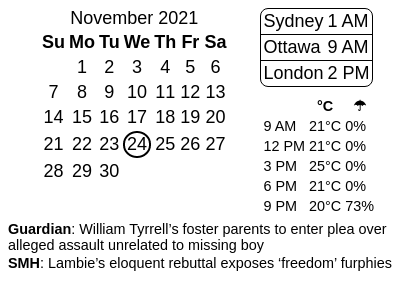 November 2021
Su Mo Tu We Th Fr Sa
1 2 3 4 5 6
7 8 9 10 11 12 13
14 15 16 17 18 19 20
21 22 23 24 25 26 27
28 29 30
Sydney 1 AM
Ottawa 9 AM
London 2 PM
°C ☂
9 AM 21°C 0%
12 PM 21°C 0%
3 PM 25°C 0%
6 PM 21°C 0%
9 PM 20°C 73%
Guardian: William Tyrrell’s foster parents to enter plea over
alleged assault unrelated to missing boy
SMH: Lambie’s eloquent rebuttal exposes ‘freedom’ furphies